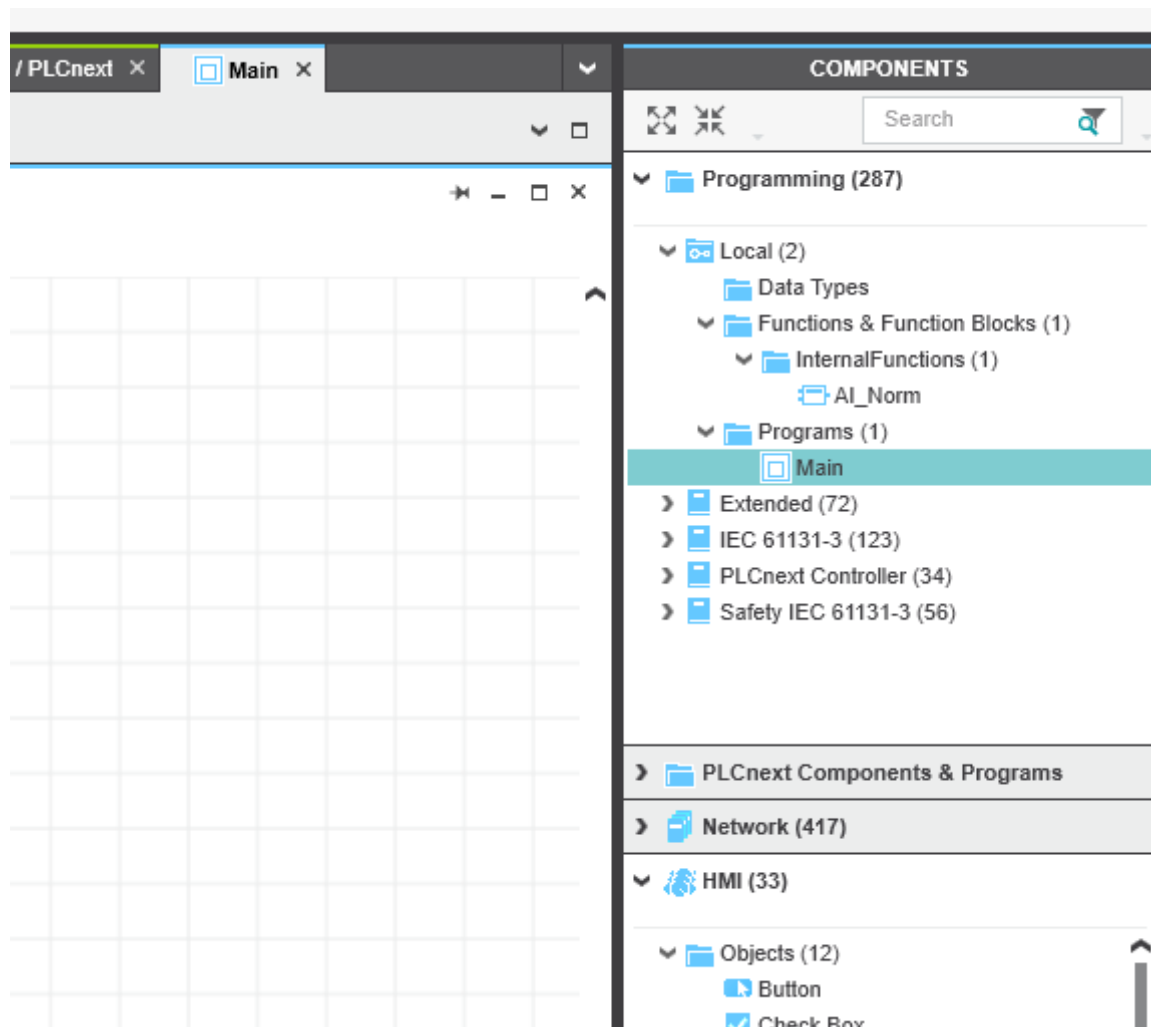 / PLCnext
Main
COMPONENTS
Search
Programming (287)
Local (2)
Data Types
Functions & Function Blocks (1)
InternalFunctions (1)
AI_Norm
Programs (1)
Main
Extended (72)
IEC 61131-3 (123)
PLCnext Controller (34)
Safety IEC 61131-3 (56)
PLCnext Components & Programs
Network (417)
HMI (33)
Objects (12)
Button
Check Box